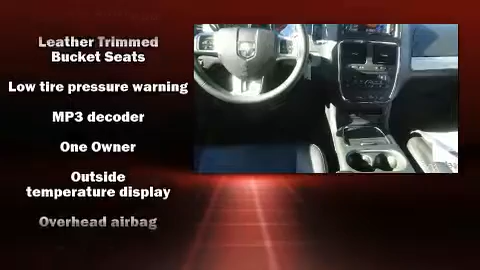 Leather Trimmed
Bucket Seats
Low tire pressure warning
MP3 decoder
One Owner
Outside
temperature display
Overhead airbag